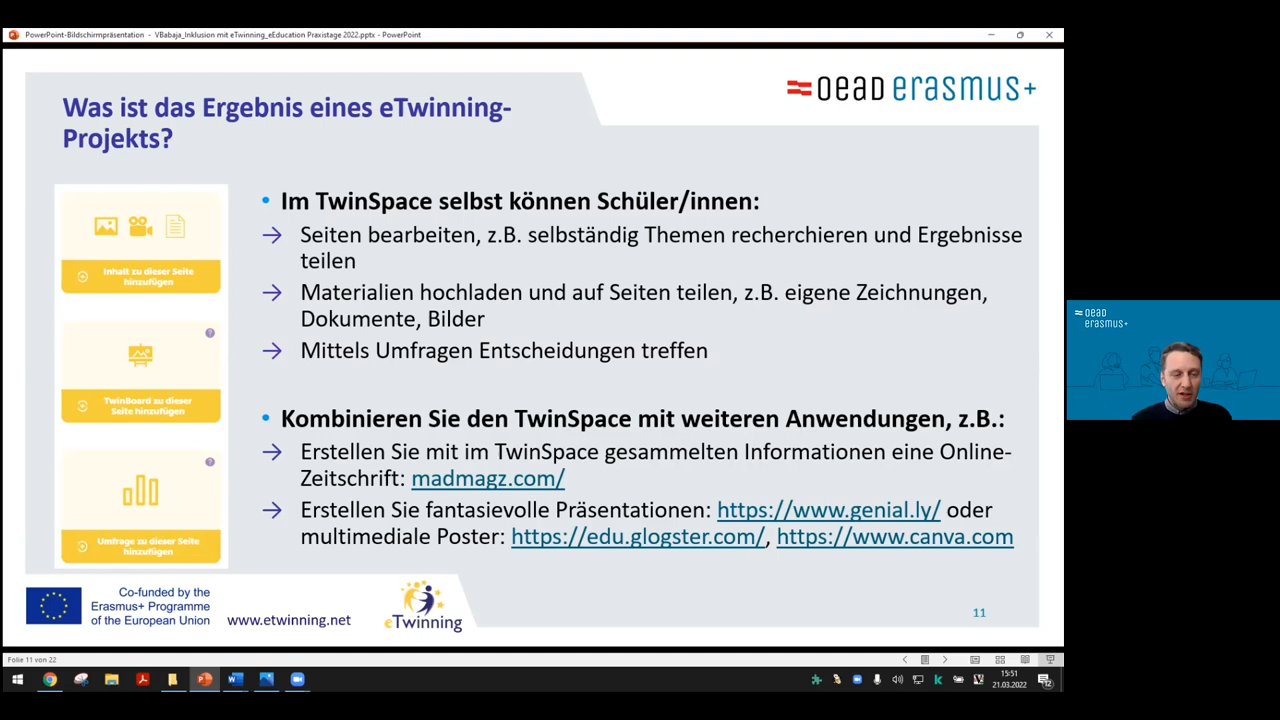 PowerPoint-Bildschirmpräsentation - VBabaja_Inklusion mit eTwinning_eEducation Praxistage 2022.pptx - PowerPoint
Was ist das Ergebnis eines eTwinning-
Projekts?
oead erasmus+
Inhalt zu dieser Seite
hinzufügen
?
TwinBoard zu dieser
Seite hinzufügen
?
Umfrage zu dieser Seite
hinzufügen
• Im TwinSpace selbst können Schüler/innen:
→ Seiten bearbeiten, z.B. selbständig Themen recherchieren und Ergebnisse
teilen
→ Materialien hochladen und auf Seiten teilen, z.B. eigene Zeichnungen,
Dokumente, Bilder
→ Mittels Umfragen Entscheidungen treffen
• Kombinieren Sie den TwinSpace mit weiteren Anwendungen, z.B.:
→ Erstellen Sie mit im TwinSpace gesammelten Informationen eine Online-
Zeitschrift: madmagz.com/
→ Erstellen Sie fantasievolle Präsentationen: https://www.genial.ly/ oder
multimediale Poster: https://edu.glogster.com/, https://www.canva.com
Co-funded by the
Erasmus+ Programme
of the European Union
www.etwinning.net
eTwinning
11
oead
erasmus+
Folie 11 von 22
15:51
21.03.2022
12